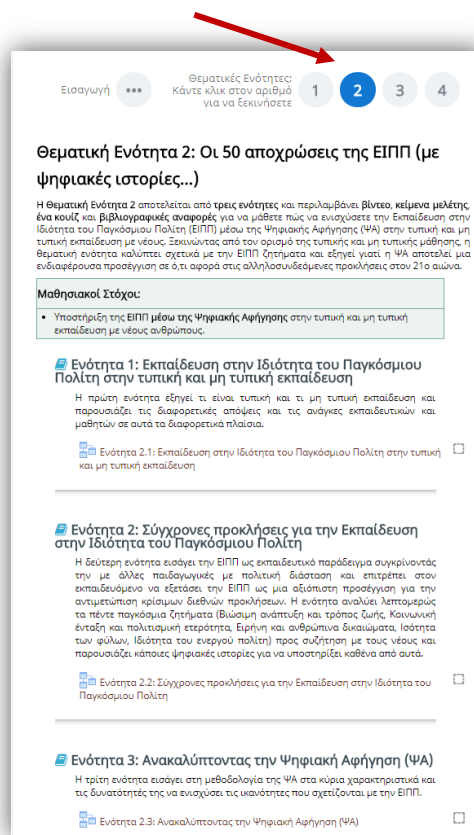 Εισαγωγή ••• Θεματικές Ενότητες:
Κάντε κλικ στον αριθμό
για να ξεκινήσετε
1 2 3 4
Θεματική Ενότητα 2: Οι 50 αποχρώσεις της ΕΙΠΠ (με
ψηφιακές ιστορίες...)
Η Θεματική Ενότητα 2 αποτελείται από τρεις ενότητες και περιλαμβάνει βίντεο, κείμενα μελέτης,
ένα κουίζ και βιβλιογραφικές αναφορές για να μάθετε πώς να ενισχύσετε την Εκπαίδευση στην
Ιδιότητα του Παγκόσμιου Πολίτη (ΕΙΠΠ) μέσω της Ψηφιακής Αφήγησης (ΨΑ) στην τυπική και μη
τυπική εκπαίδευση με νέους. Ξεκινώντας από τον ορισμό της τυπικής και μη τυπικής μάθησης, η
θεματική ενότητα καλύπτει σχετικά με την ΕΙΠΠ ζητήματα και εξηγεί γιατί η ΨΑ αποτελεί μια
ενδιαφέρουσα προσέγγιση σε ό,τι αφορά στις αλληλοσυνδεόμενες προκλήσεις στον 21ο αιώνα.
Μαθησιακοί Στόχοι:
• Υποστήριξη της ΕΙΠΠ μέσω της Ψηφιακής Αφήγησης στην τυπική και μη τυπική
εκπαίδευση με νέους ανθρώπους.
Ενότητα 1: Εκπαίδευση στην Ιδιότητα του Παγκόσμιου
Πολίτη στην τυπική και μη τυπική εκπαίδευση
Η πρώτη ενότητα εξηγεί τι είναι τυπική και τι μη τυπική εκπαίδευση και
παρουσιάζει τις διαφορετικές απόψεις και τις ανάγκες εκπαιδευτικών και
μαθητών σε αυτά τα διαφορετικά πλαίσια.
Ενότητα 2.1: Εκπαίδευση στην Ιδιότητα του Παγκόσμιου Πολίτη στην τυπική
και μη τυπική εκπαίδευση
Ενότητα 2: Σύγχρονες προκλήσεις για την Εκπαίδευση
στην Ιδιότητα του Παγκόσμιου Πολίτη
Η δεύτερη ενότητα εισάγει την ΕΙΠΠ ως εκπαιδευτικό παράδειγμα συγκρίνοντάς
την με άλλες παιδαγωγικές με πολιτική διάσταση και επιτρέπει στον
εκπαιδευόμενο να εξετάσει την ΕΙΠΠ ως μια αξιόπιστη προσέγγιση για την
αντιμετώπιση κρίσιμων διεθνών προκλήσεων. Η ενότητα αναλύει λεπτομερώς
τα πέντε παγκόσμια ζητήματα (Βιώσιμη ανάπτυξη και τρόπος ζωής, Κοινωνική
ένταξη και πολιτισμική ετερότητα, Ειρήνη και ανθρώπινα δικαιώματα, Ισότητα
των φύλων, Ιδιότητα του ενεργού πολίτη) προς συζήτηση με τους νέους και
παρουσιάζει κάποιες ψηφιακές ιστορίες για να υποστηρίξει καθένα από αυτά.
Ενότητα 2.2: Σύγχρονες προκλήσεις για την Εκπαίδευση στην Ιδιότητα του
Παγκόσμιου Πολίτη
Ενότητα 3: Ανακαλύπτοντας την Ψηφιακή Αφήγηση (ΨΑ)
Η τρίτη ενότητα εισάγει στη μεθοδολογία της ΨΑ στα κύρια χαρακτηριστικά και
τις δυνατότητές της να ενισχύσει τις ικανότητες που σχετίζονται με την ΕΙΠΠ.
Ενότητα 2.3: Ανακαλύπτοντας την Ψηφιακή Αφήγηση (ΨΑ)